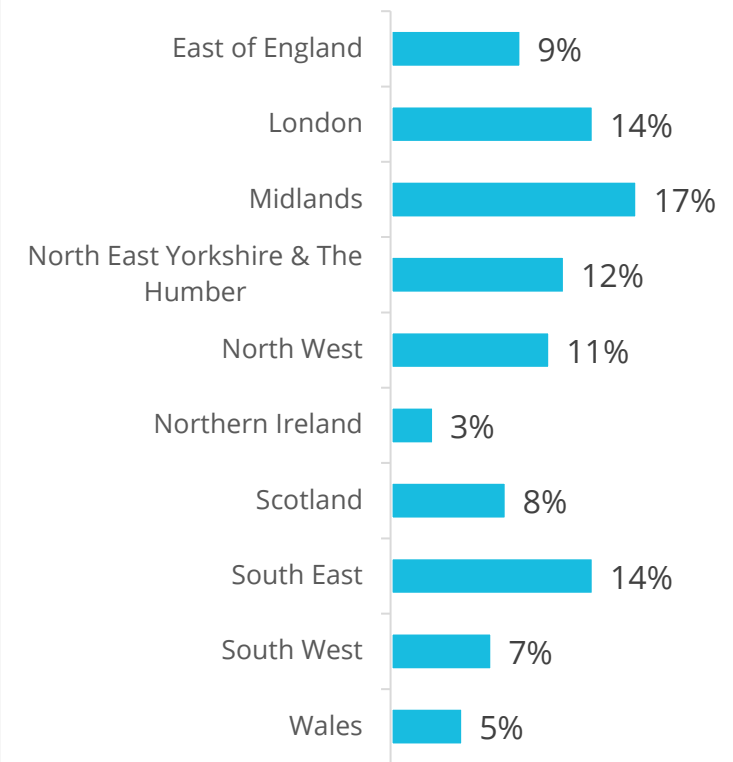 East of England 9%
London 14%
Midlands 17%
North East Yorkshire & The
Humber 12%
North West 11%
Northern Ireland 3%
Scotland 8%
South East 14%
South West 7%
Wales 5%